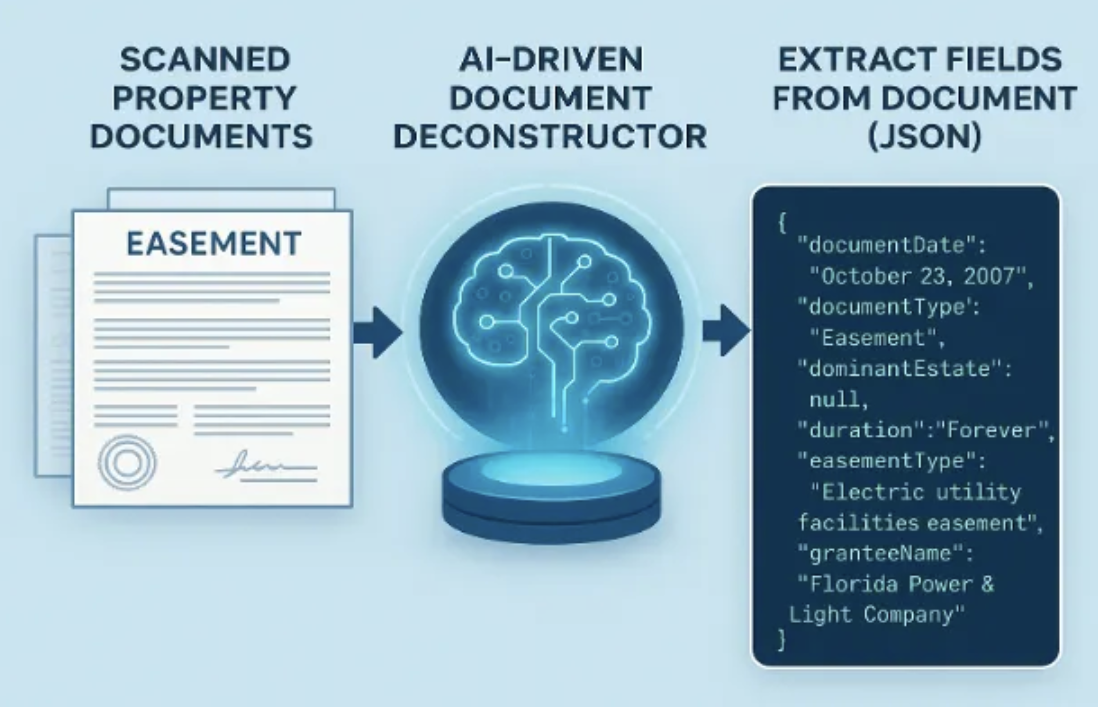 SCANNED
PROPERTY
DOCUMENTS
AI-DRIVEN
DOCUMENT
DECONSTRUCTOR
EXTRACT FIELDS
FROM DOCUMENT
(JSON)
EASEMENT
{
"documentDate":
"October 23, 2007",
"documentType':
"Easement",
"dominantEstate":
null,
"duration":"Forever",
"easementType":
"Electric utility
facilities easement",
"granteeName":
"Florida Power &
Light Company"
}